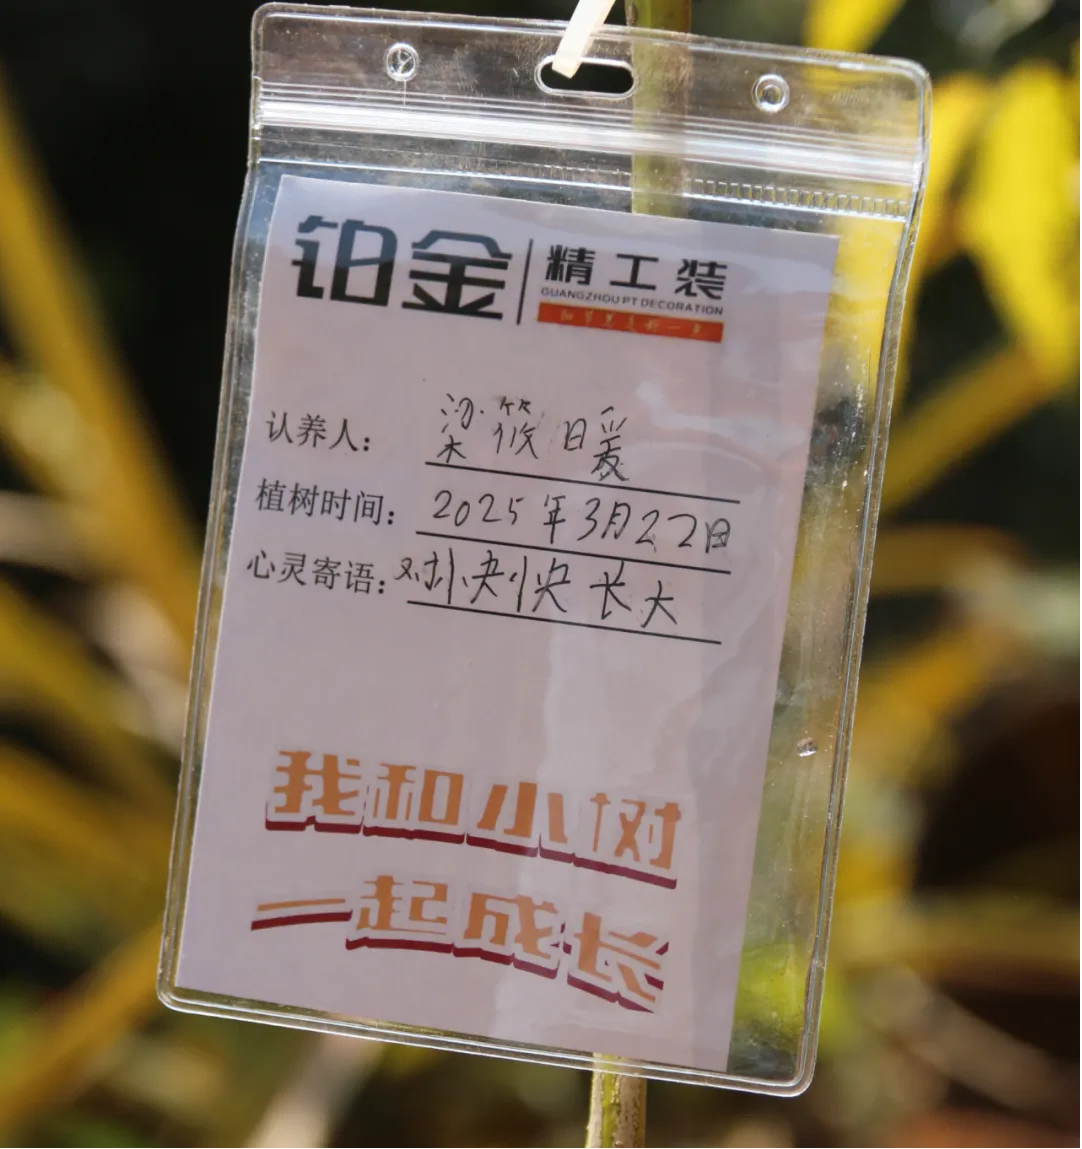 铂金 精工装
GUANGZHOU PT DECORATION
认养人: 梁筱暖
植树时间: 2025年3月22日
心灵寄语: 树快快长大
我和小树
一起成长